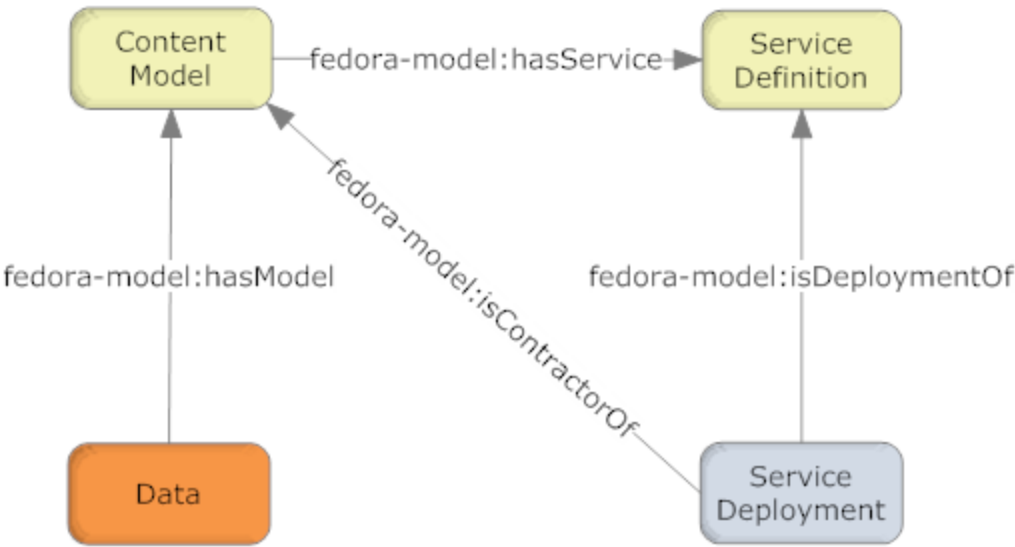 Content
Model
fedora-model:hasService
Service
Definition
fedora-model:isContractorOf
fedora-model:hasModel
fedora-model:isDeploymentOf
Data
Service
Deployment